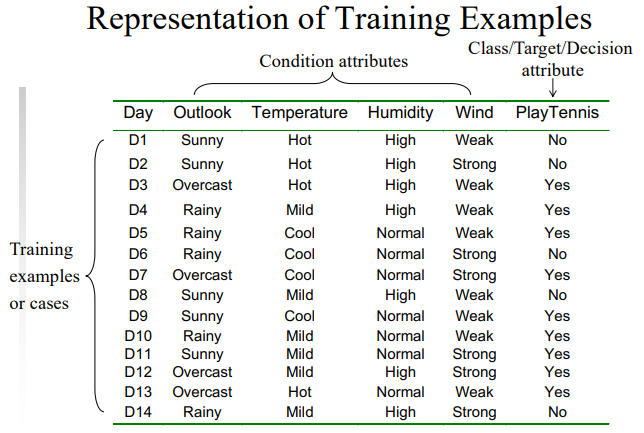 Representation of Training Examples
Class/Target/Decision
attribute
Condition attributes
Day Outlook Temperature Humidity Wind PlayTennis
D1 Sunny Hot High Weak No
D2 Sunny Hot High Strong No
D3 Overcast Hot High Weak Yes
D4 Rainy Mild High Weak Yes
D5 Rainy Cool Normal Weak Yes
D6 Rainy Cool Normal Strong No
D7 Overcast Cool Normal Strong Yes
D8 Sunny Mild High Weak No
D9 Sunny Cool Normal Weak Yes
D10 Rainy Mild Normal Weak Yes
D11 Sunny Mild Normal Strong Yes
D12 Overcast Mild High Strong Yes
D13 Overcast Hot Normal Weak Yes
D14 Rainy Mild High Strong No
Training
examples
or cases